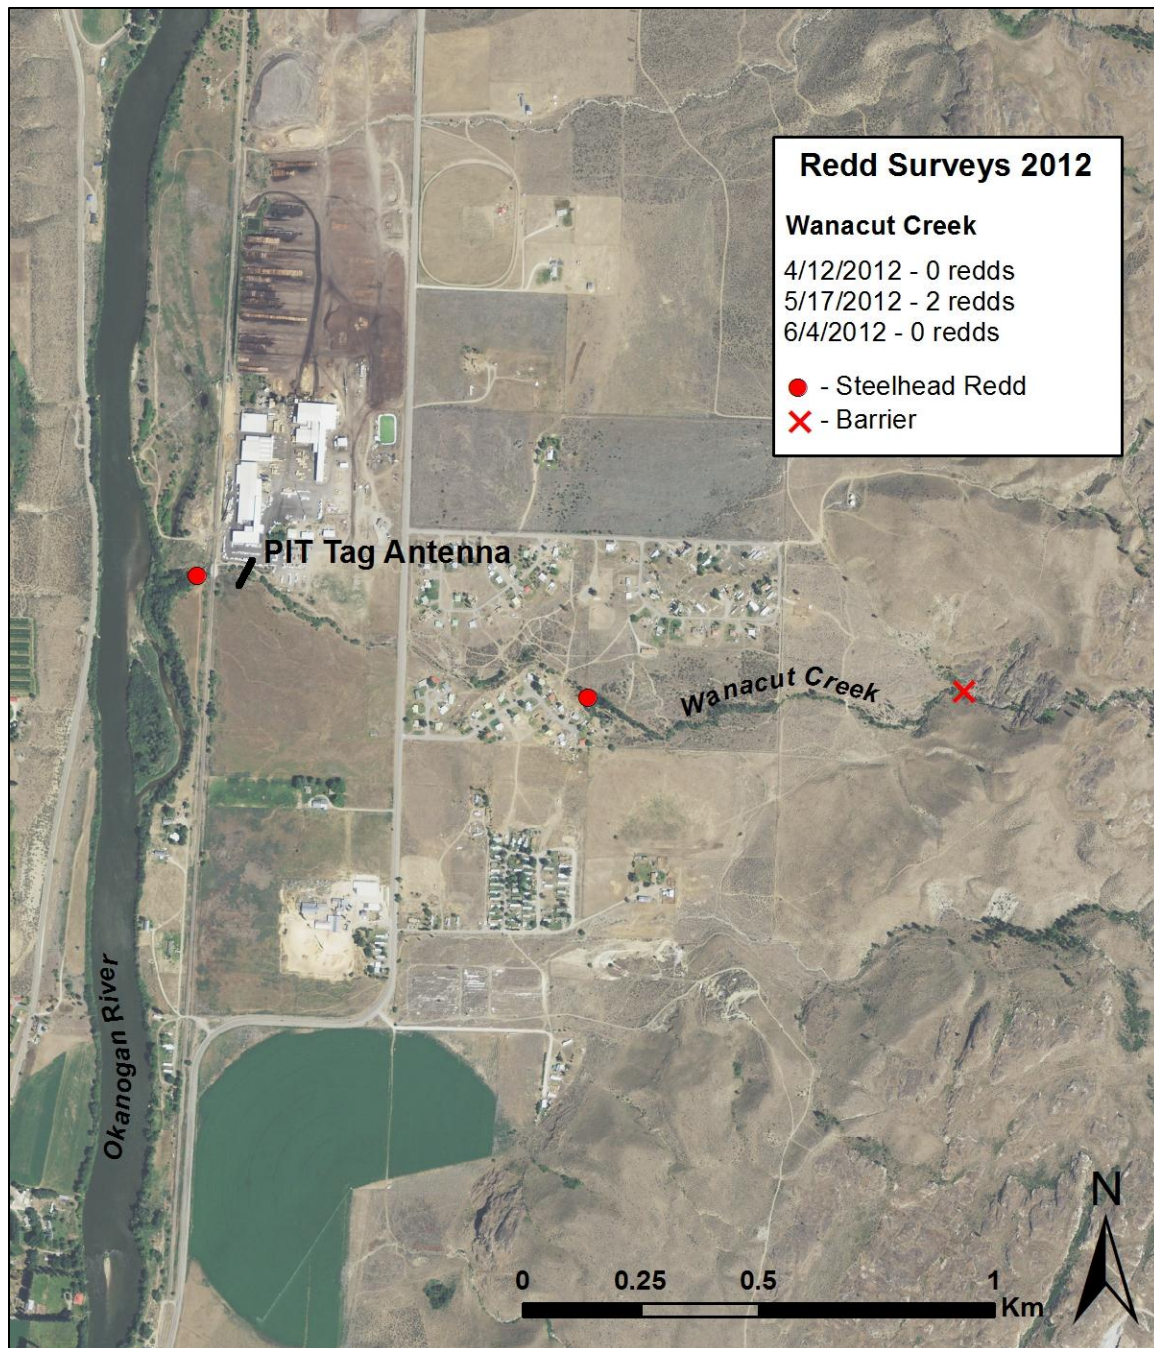 Redd Surveys 2012
Wanacut Creek
4/12/2012 - 0 redds
5/17/2012 - 2 redds
6/4/2012 - 0 redds
- Steelhead Redd
- Barrier
PIT Tag Antenna
Wanacut Creek
Okanogan River
N
0 0.25 0.5 1
Km